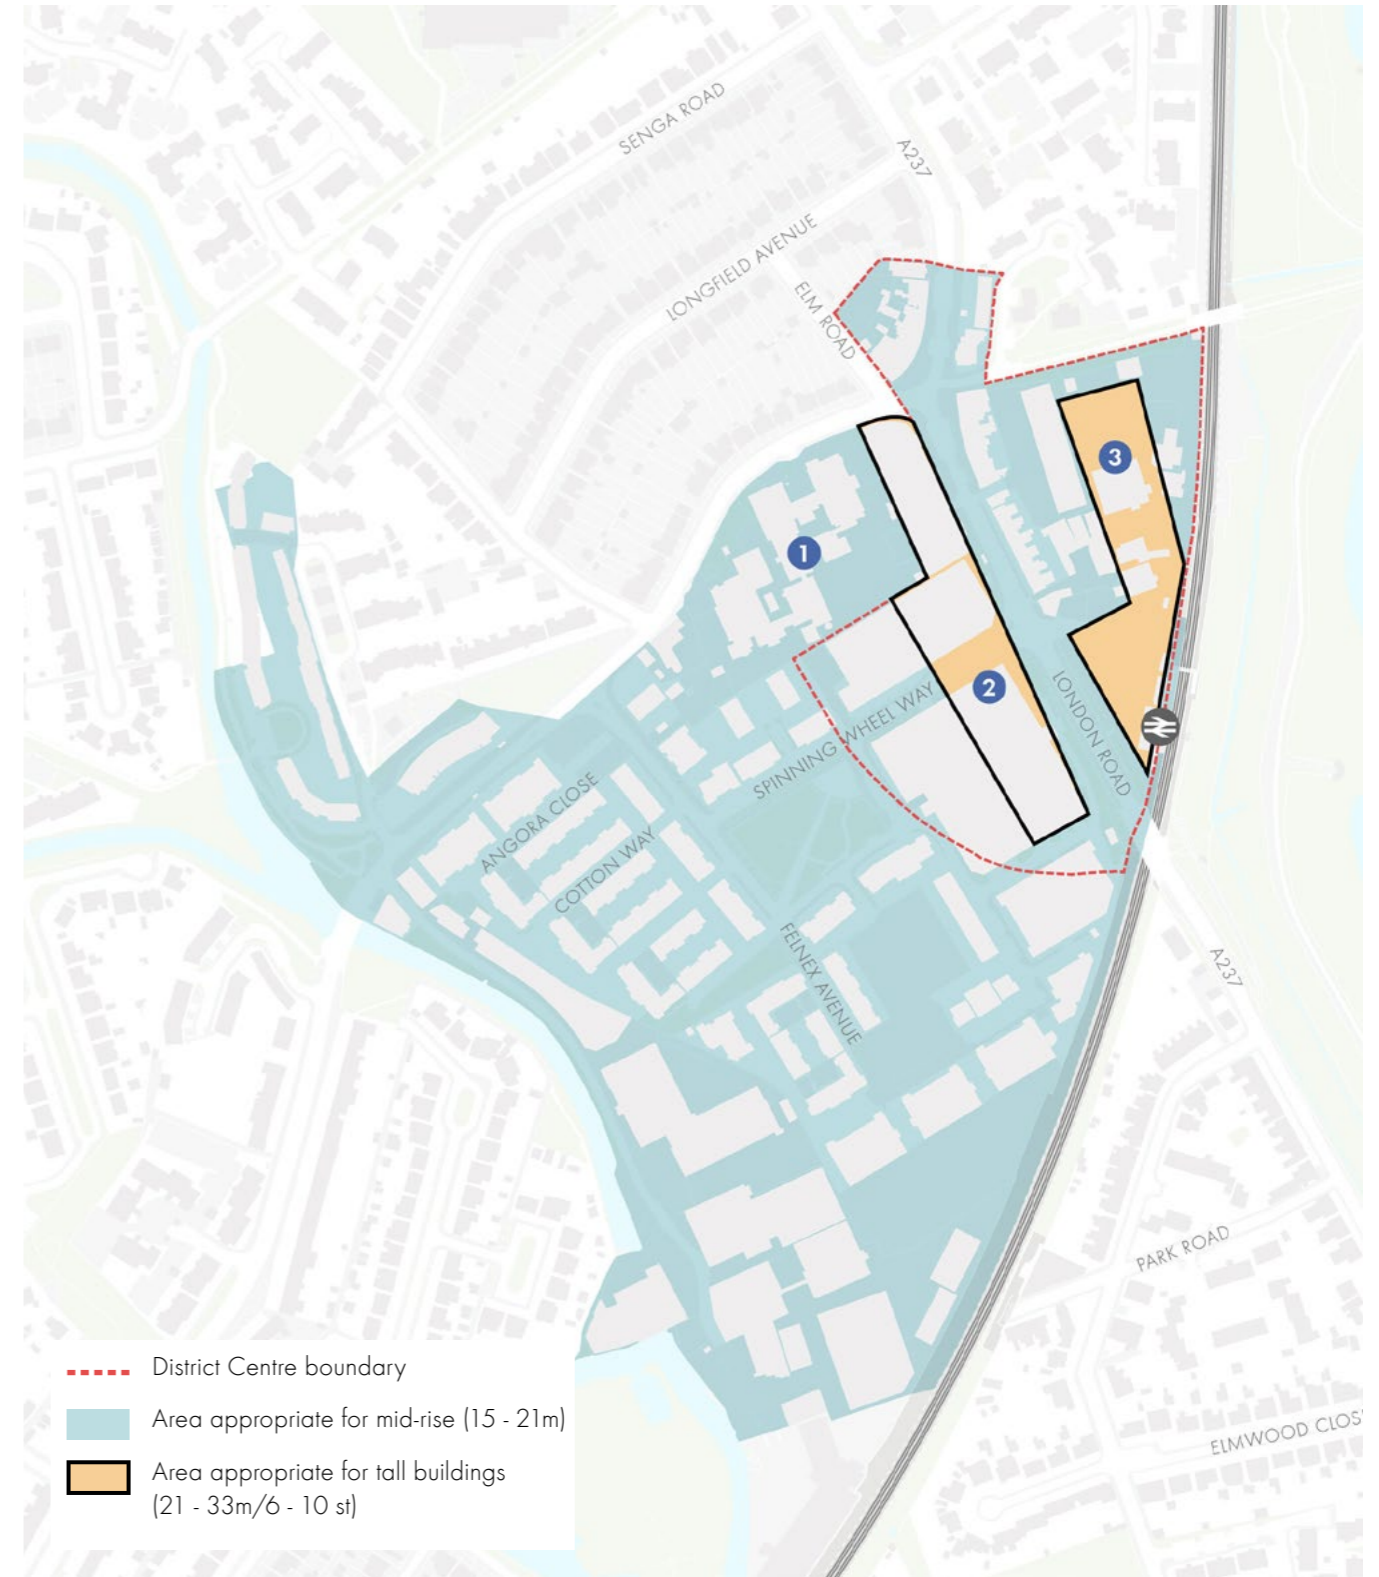 SENGA ROAD
A237
LONGFIELD AVENUE
ELM ROAD
3
1
2
LONDON ROAD
SPINNING WHEEL WAY
ANGORA CLOSE
COTTON WAY
FELNEX AVENUE
A237
PARK ROAD
ELMWOOD CLOS
District Centre boundary
Area appropriate for mid-rise (15 - 21m)
Area appropriate for tall buildings
(21 - 33m/6 - 10 st)